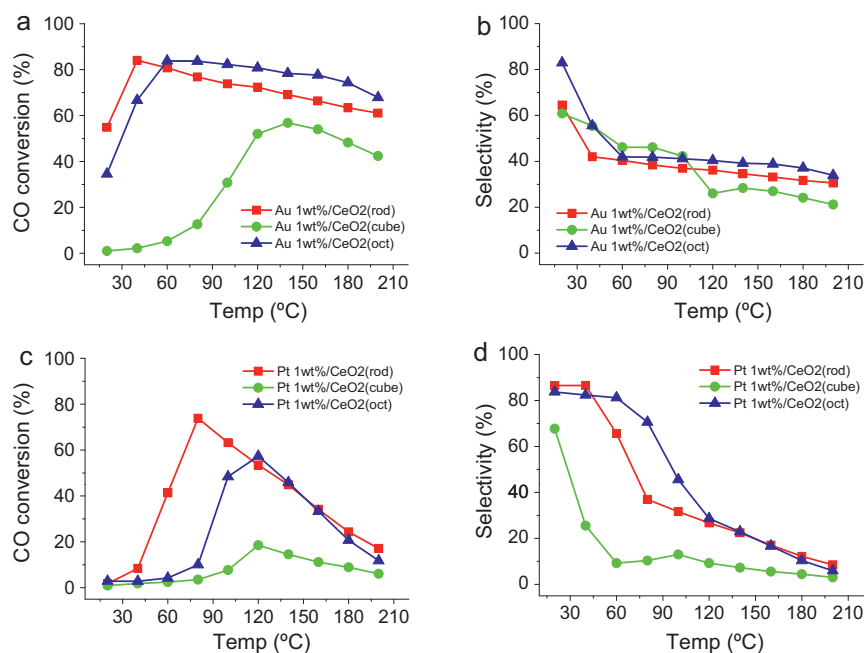 a
CO conversion (%)
100
80
60
40
20
0
Au 1wt%/CeO2(rod)
Au 1wt%/CeO2(cube)
Au 1wt%/CeO2(oct)
30 60 90 120 150 180 210
Temp (ºC)
b
Selectivity (%)
100
80
60
40
20
0
Au 1wt%/CeO2(rod)
Au 1wt%/CeO2(cube)
Au 1wt%/CeO2(oct)
30 60 90 120 150 180 210
Temp (ºC)
c
CO conversion (%)
100
80
60
40
20
0
Pt 1wt%/CeO2(rod)
Pt 1wt%/CeO2(cube)
Pt 1wt%/CeO2(oct)
30 60 90 120 150 180 210
Temp (ºC)
d
Selectivity (%)
100
80
60
40
20
0
Pt 1wt%/CeO2(rod)
Pt 1wt%/CeO2(cube)
Pt 1wt%/CeO2(oct)
30 60 90 120 150 180 210
Temp (ºC)